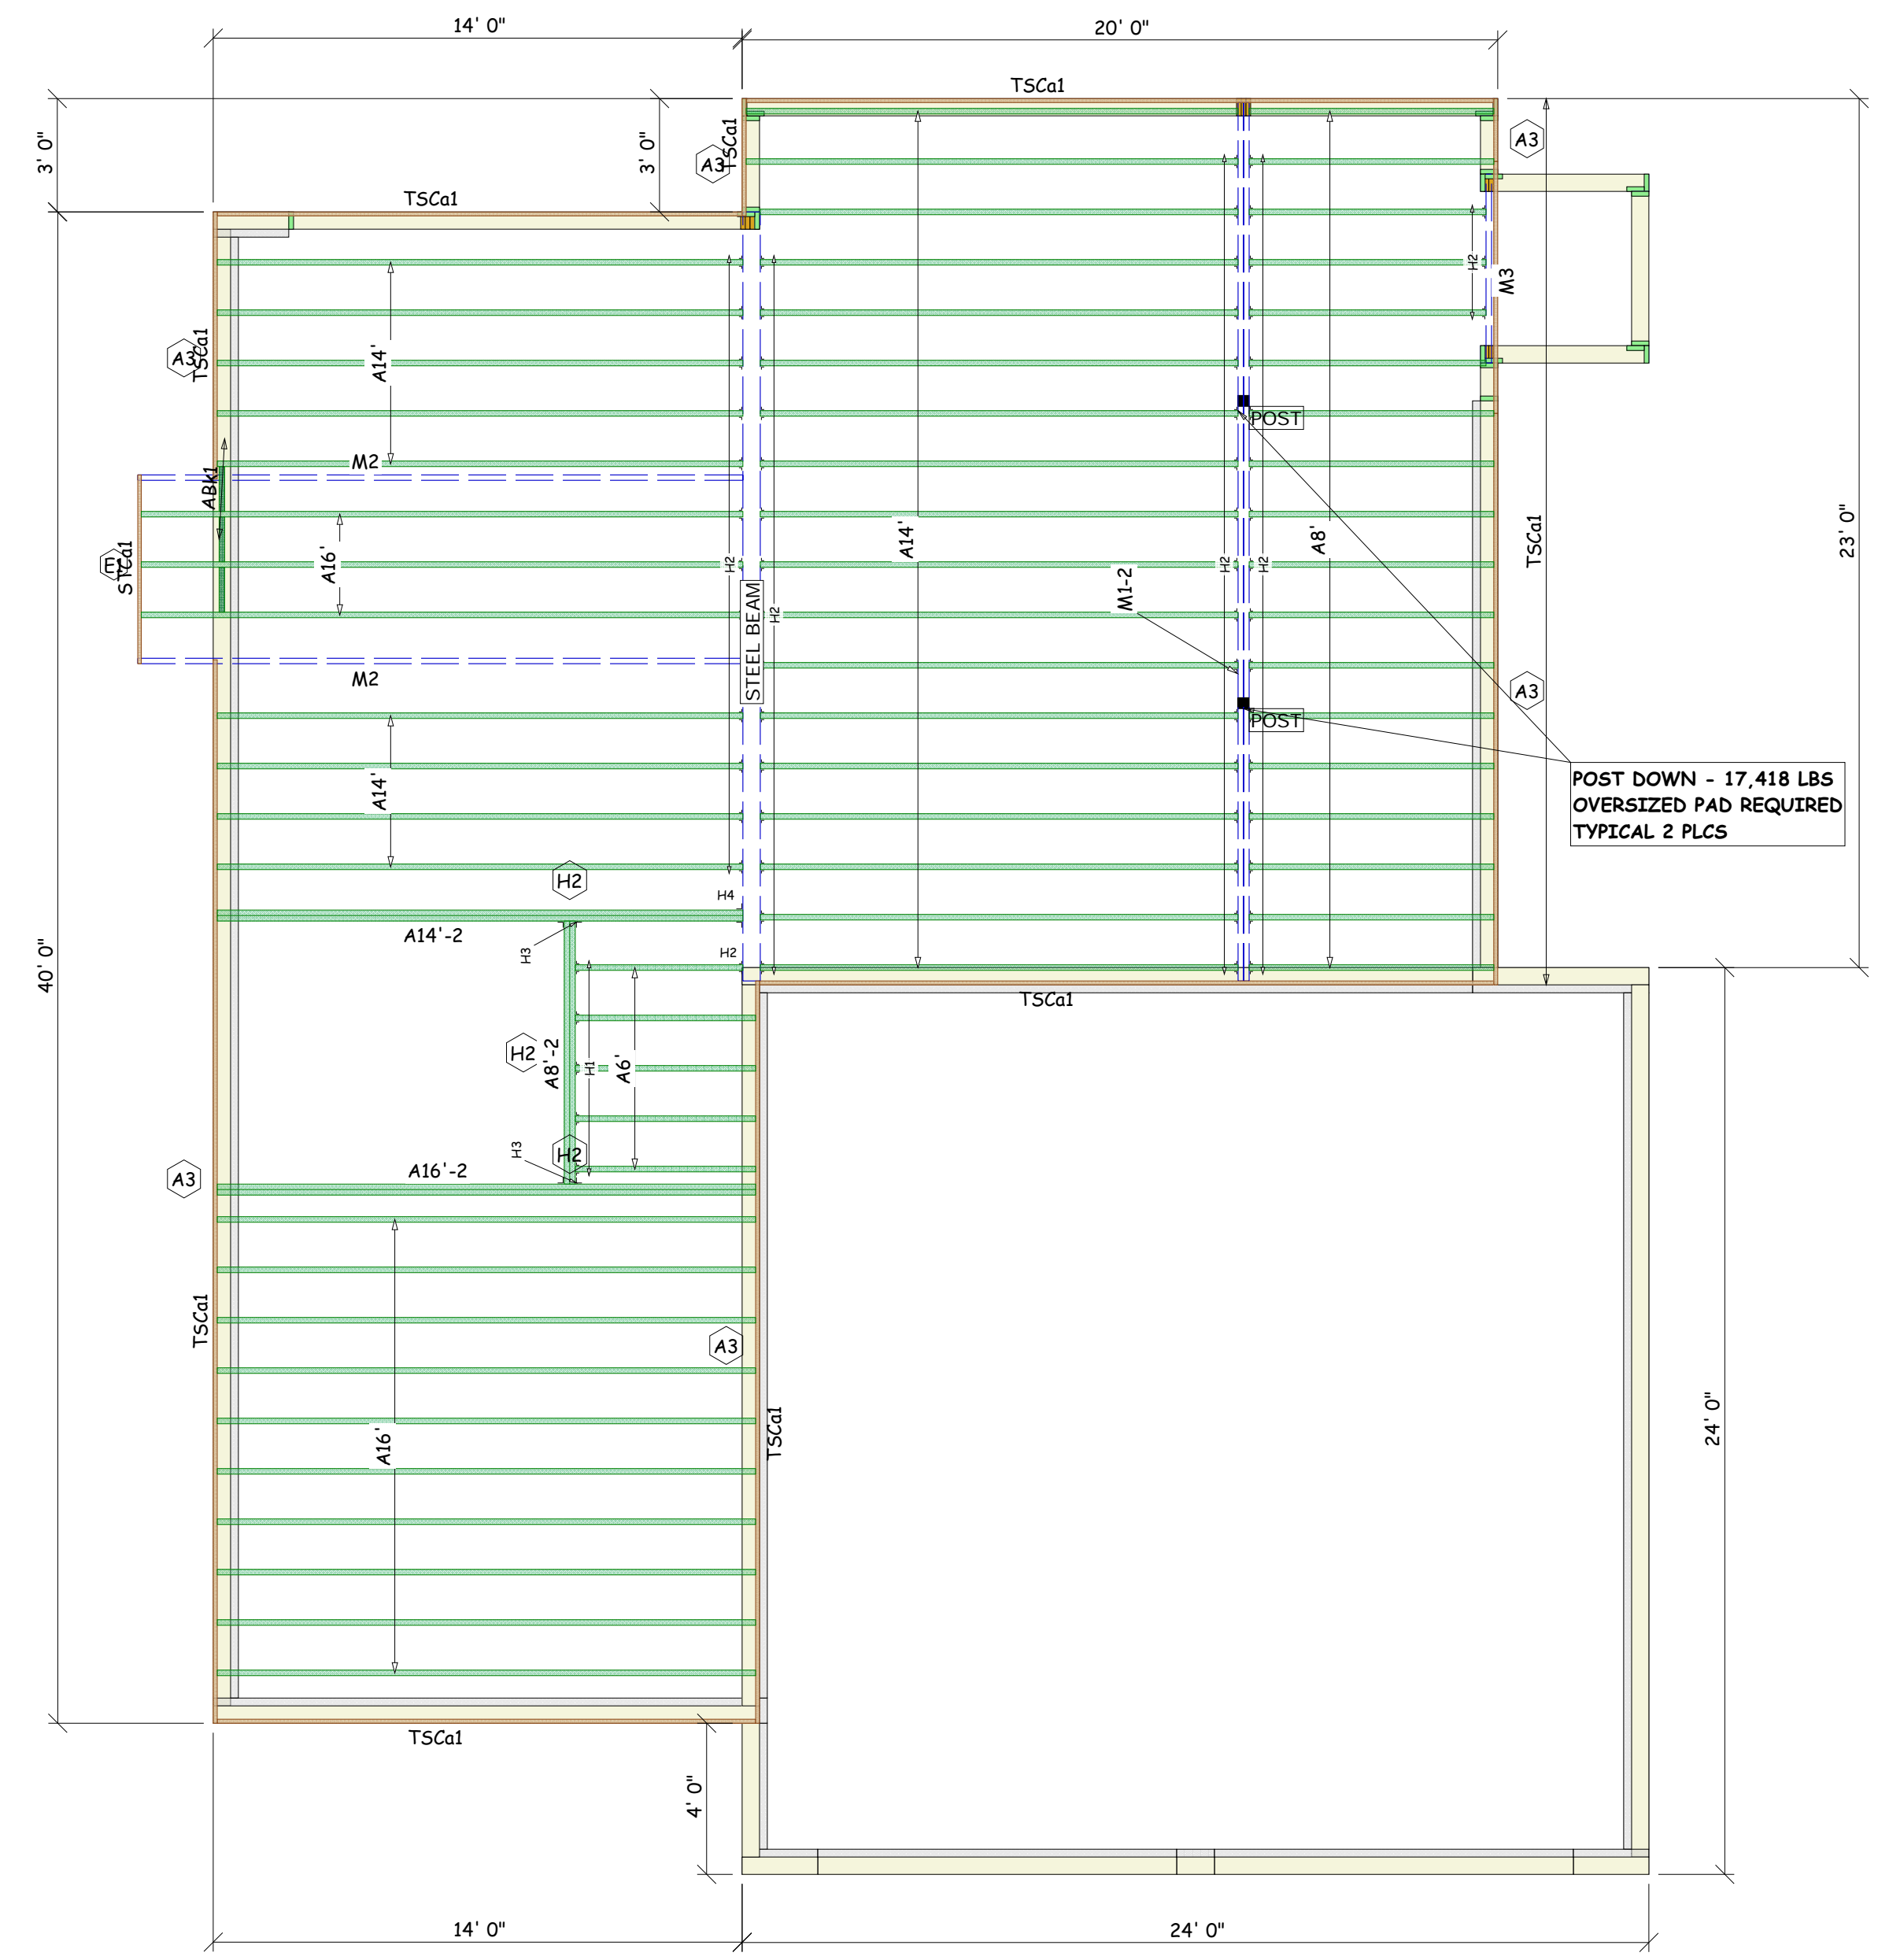 14' 0"
20' 0"
TSCa1
3' 0"
3' 0"
TSCa1
A3
A3
TSCa1
M3
H2
A3
TSCa1
A14'
POST
M2
ABk1
A16'
E1
STCa1
H2
A14'
H2
H2
A8'
TSCa1
23' 0"
M1-2
STEEL BEAM
H2
M2
A3
POST
A14'
POST DOWN - 17,418 LBS
OVERSIZED PAD REQUIRED
TYPICAL 2 PLCS
H2
H4
A14'-2
H3
H2
40' 0"
TSCa1
H2
A8'-2
H1
A6'
H3
H2
A16'-2
A3
TSCa1
A3
A16'
TSCa1
24' 0"
TSCa1
4' 0"
14' 0"
24' 0"